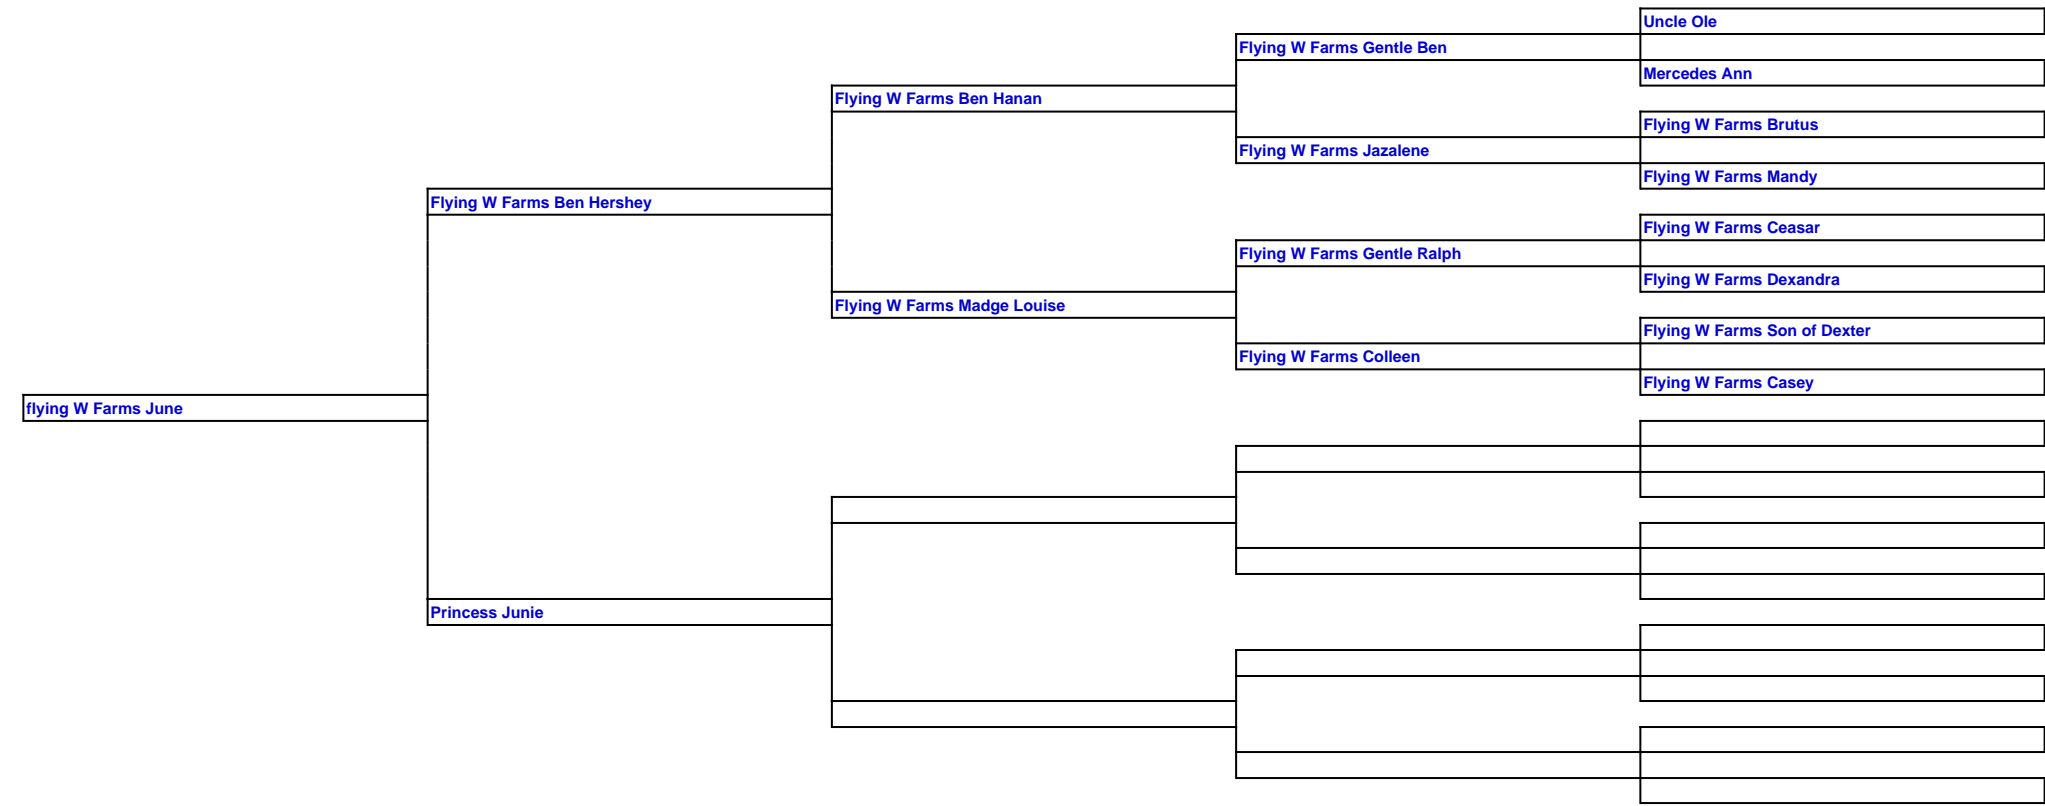 Uncle Ole
Flying W Farms Gentle Ben
Mercedes Ann
Flying W Farms Ben Hanan
Flying W Farms Brutus
Flying W Farms Jazalene
Flying W Farms Mandy
Flying W Farms Ben Hershey
Flying W Farms Ceasar
Flying W Farms Gentle Ralph
Flying W Farms Dexandra
Flying W Farms Madge Louise
Flying W Farms Son of Dexter
Flying W Farms Colleen
Flying W Farms Casey
flying W Farms June
Princess Junie